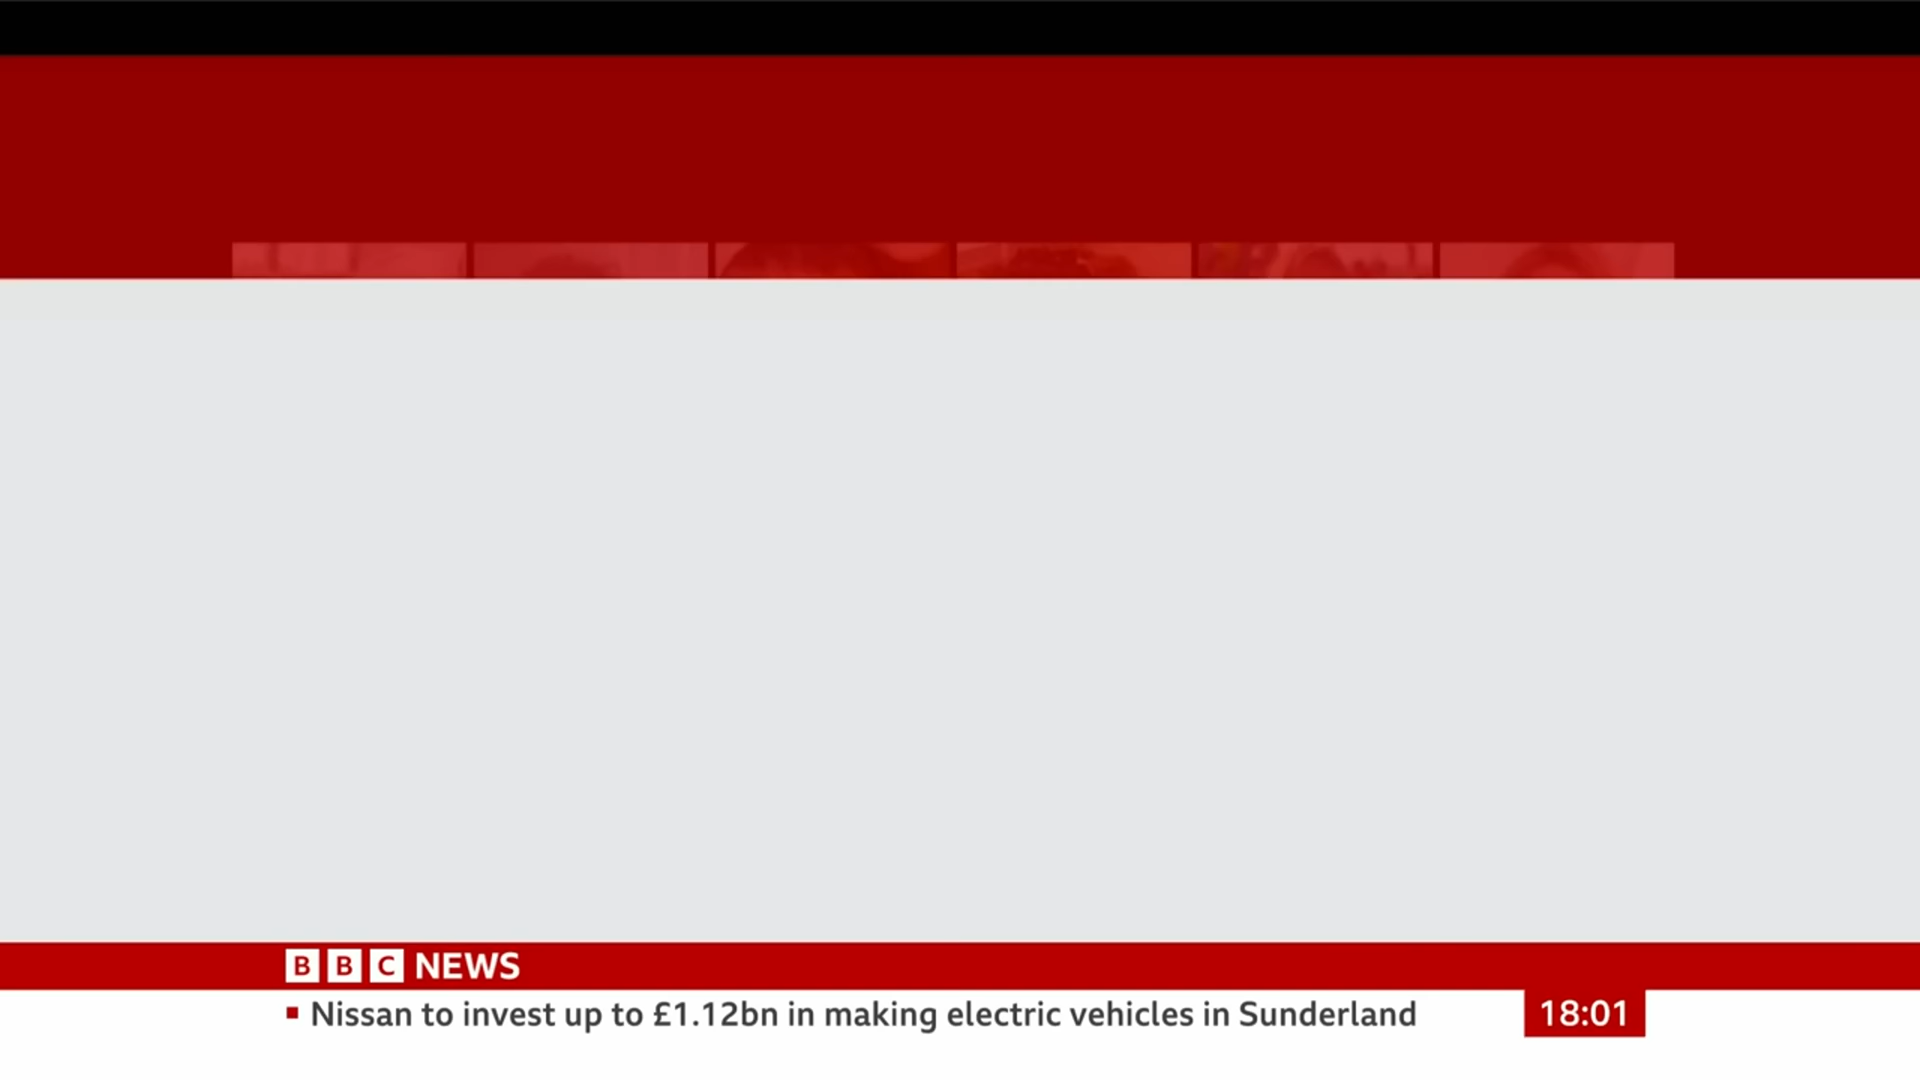 BBC NEWS
Nissan to invest up to £1.12bn in making electric vehicles in Sunderland
18:01